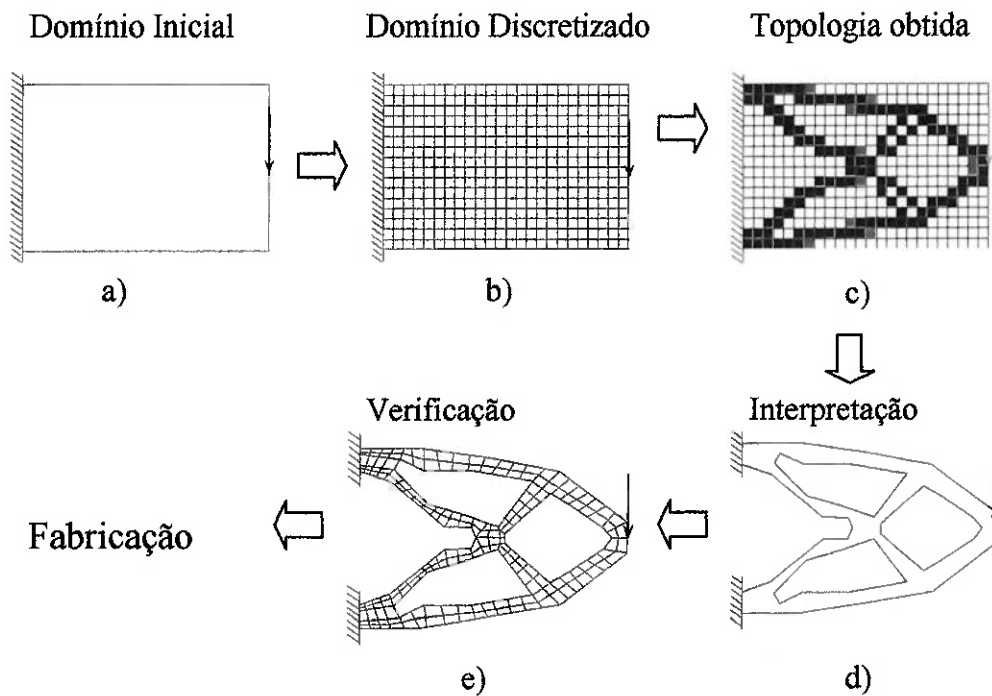 Domínio Inicial
Domínio Discretizado
Topologia obtida
a)
b)
c)
Verificação
Interpretação
Fabricação
e)
d)